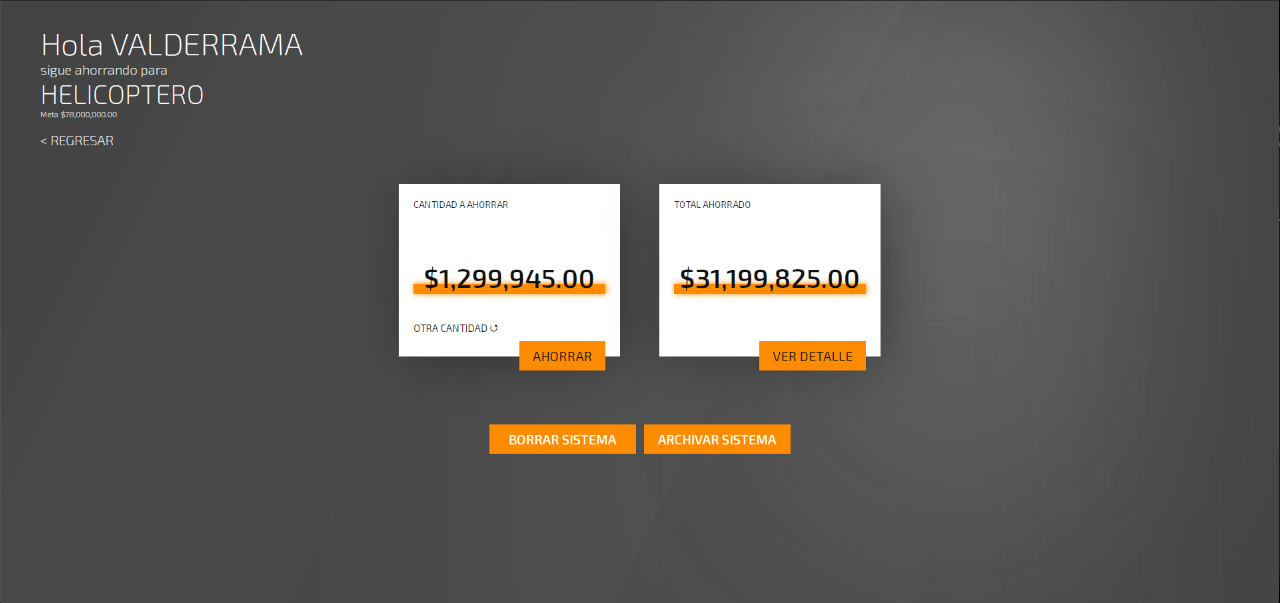 Hola VALDERRAMA
sigue ahorrando para
HELICOPTERO
Meta $78,000,000.00
< REGRESAR
CANTIDAD A AHORRAR
$1,299,945.00
OTRA CANTIDAD
AHORRAR
TOTAL AHORRADO
$31,199,825.00
VER DETALLE
BORRAR SISTEMA
ARCHIVAR SISTEMA